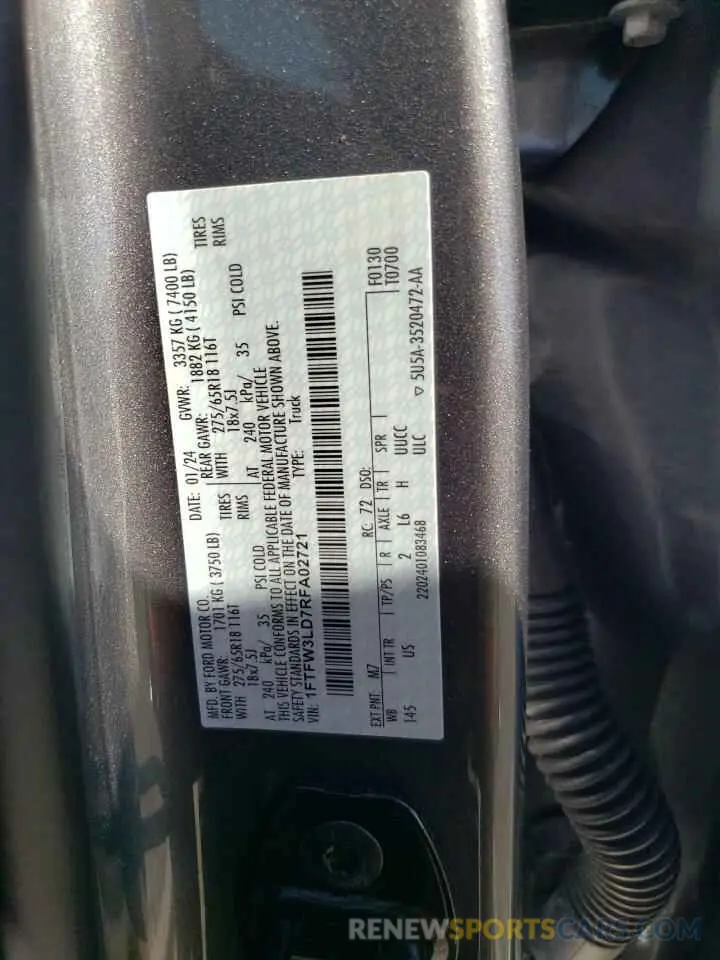 MFD. BY FORD MOTOR CO.
DATE: 01/24 GVWR: 3357 KG ( 7400 LB)
FRONT GAWR: 1701 KG ( 3750 LB) REAR GAWR: 1882 KG ( 4150 LB)
WITH 275/65R18 116T TIRES WITH 275/65R18 116T TIRES
18x7.5J RIMS 18x7.5J RIMS
AT 240 kPa/ 35 PSI COLD AT 240 kPa/ 35 PSI COLD
THIS VEHICLE CONFORMS TO ALL APPLICABLE FEDERAL MOTOR VEHICLE
SAFETY STANDARDS IN EFFECT ON THE DATE OF MANUFACTURE SHOWN ABOVE.
VIN: 1FTFW3LD7RFA02721 TYPE: Truck
F0130
T0700
EXT PNT: M7 RC: 72 DSO:
WB INT TR TP/PS R AXLE TR SPR
145 US 2 L6 H UUCC
2202401083468 ULC ▽ 5U5A-3520472-AA
RENEWSPORTSCARS.COM